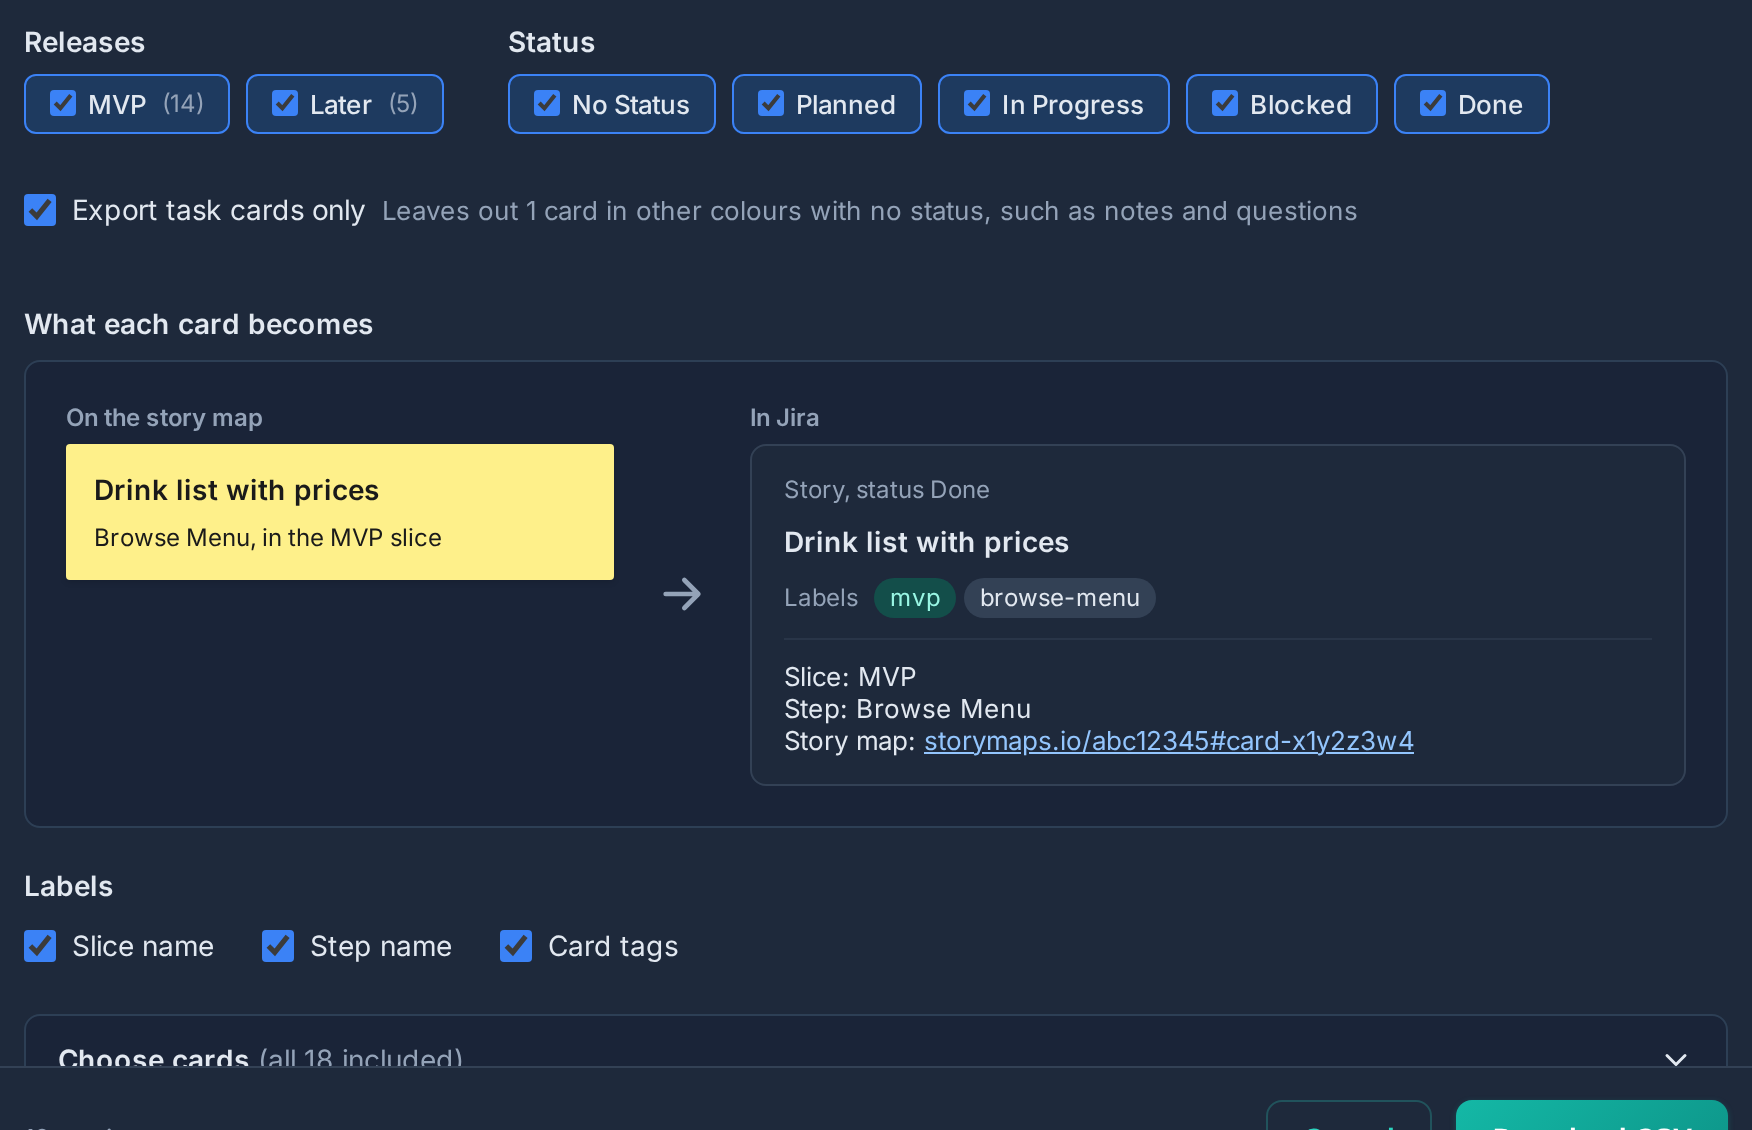 Releases
Status
MVP (14)
Later (5)
No Status
Planned
In Progress
Blocked
Done
Export task cards only Leaves out 1 card in other colours with no status, such as notes and questions
What each card becomes
On the story map
Drink list with prices
Browse Menu, in the MVP slice
In Jira
Story, status Done
Drink list with prices
Labels mvp browse-menu
Slice: MVP
Step: Browse Menu
Story map: storymaps.io/abc12345#card-x1y2z3w4
Labels
Slice name
Step name
Card tags
Choose cards (all 18 included)